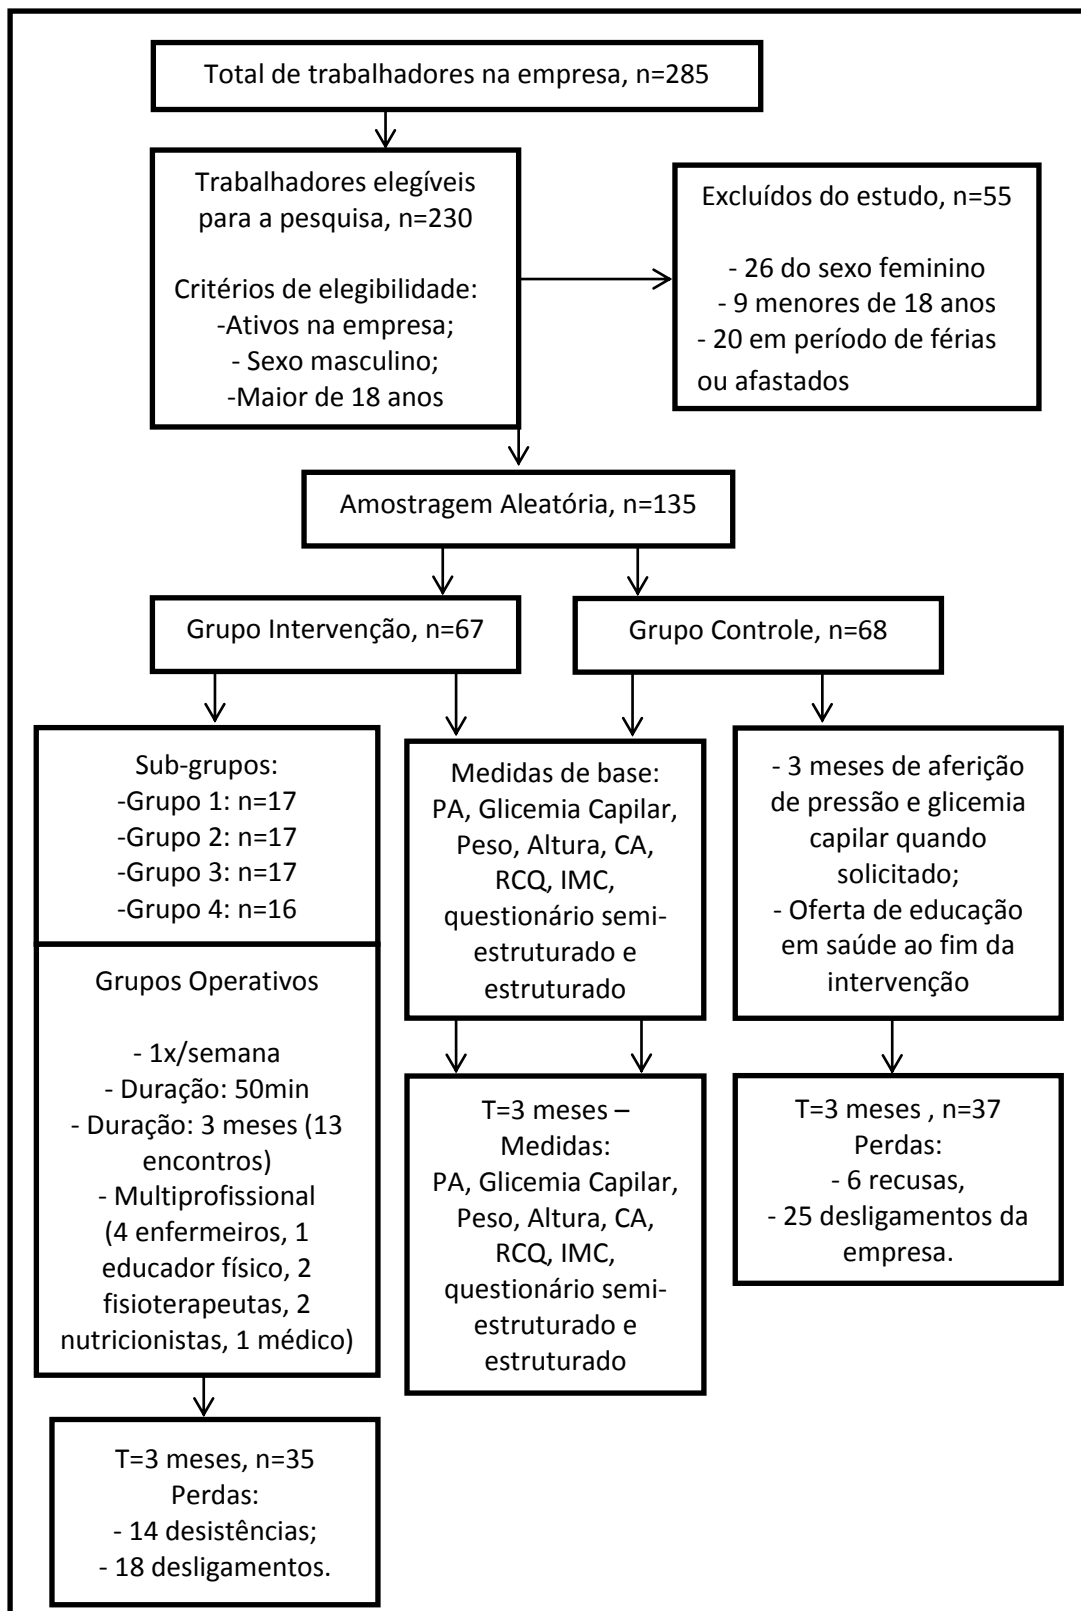 Total de trabalhadores na empresa, n=285
Trabalhadores elegíveis
para a pesquisa, n=230
Critérios de elegibilidade:
-Ativos na empresa;
- Sexo masculino;
-Maior de 18 anos
Excluídos do estudo, n=55
- 26 do sexo feminino
- 9 menores de 18 anos
- 20 em período de férias
ou afastados
Amostragem Aleatória, n=135
Grupo Intervenção, n=67
Grupo Controle, n=68
Sub-grupos:
-Grupo 1: n=17
-Grupo 2: n=17
-Grupo 3: n=17
-Grupo 4: n=16
Grupos Operativos
- 1x/semana
- Duração: 50min
- Duração: 3 meses (13
encontros)
- Multiprofissional
(4 enfermeiros, 1
educador físico, 2
fisioterapeutas, 2
nutricionistas, 1 médico)
T=3 meses, n=35
Perdas:
- 14 desistências;
- 18 desligamentos.
Medidas de base:
PA, Glicemia Capilar,
Peso, Altura, CA,
RCQ, IMC,
questionário semi-
estruturado e
estruturado
T=3 meses –
Medidas:
PA, Glicemia Capilar,
Peso, Altura, CA,
RCQ, IMC,
questionário semi-
estruturado e
estruturado
- 3 meses de aferição
de pressão e glicemia
capilar quando
solicitado;
- Oferta de educação
em saúde ao fim da
intervenção
T=3 meses , n=37
Perdas:
- 6 recusas,
- 25 desligamentos da
empresa.